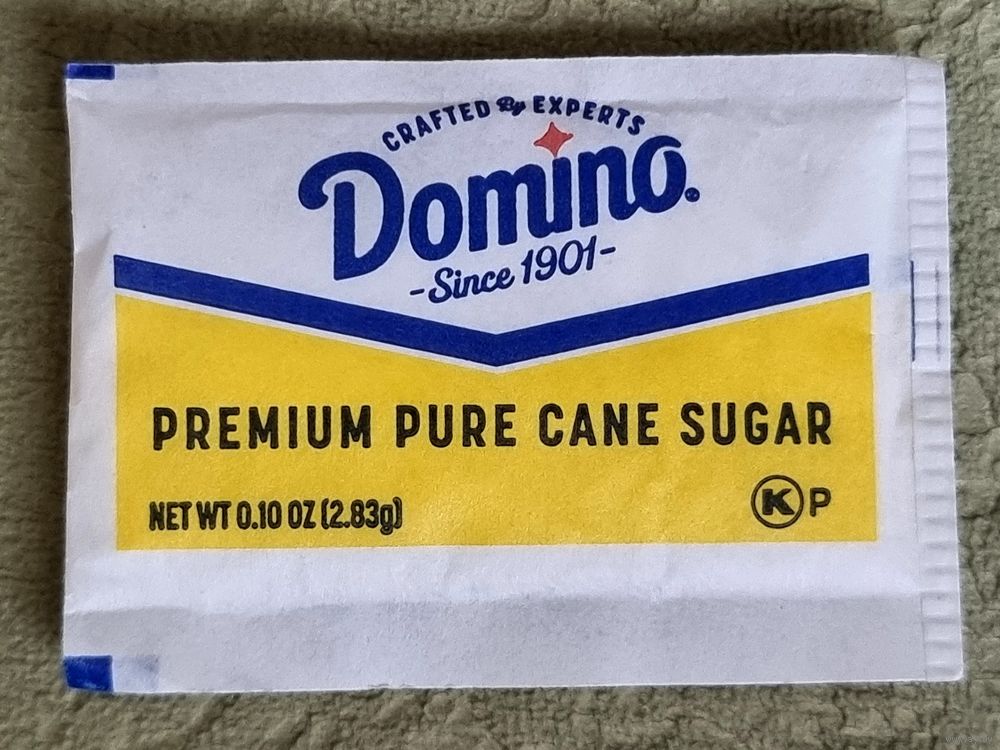 CRAFTED By EXPERTS
Domino®
-Since 1901-
PREMIUM PURE CANE SUGAR
NET WT 0.10 OZ (2.83g)
K P